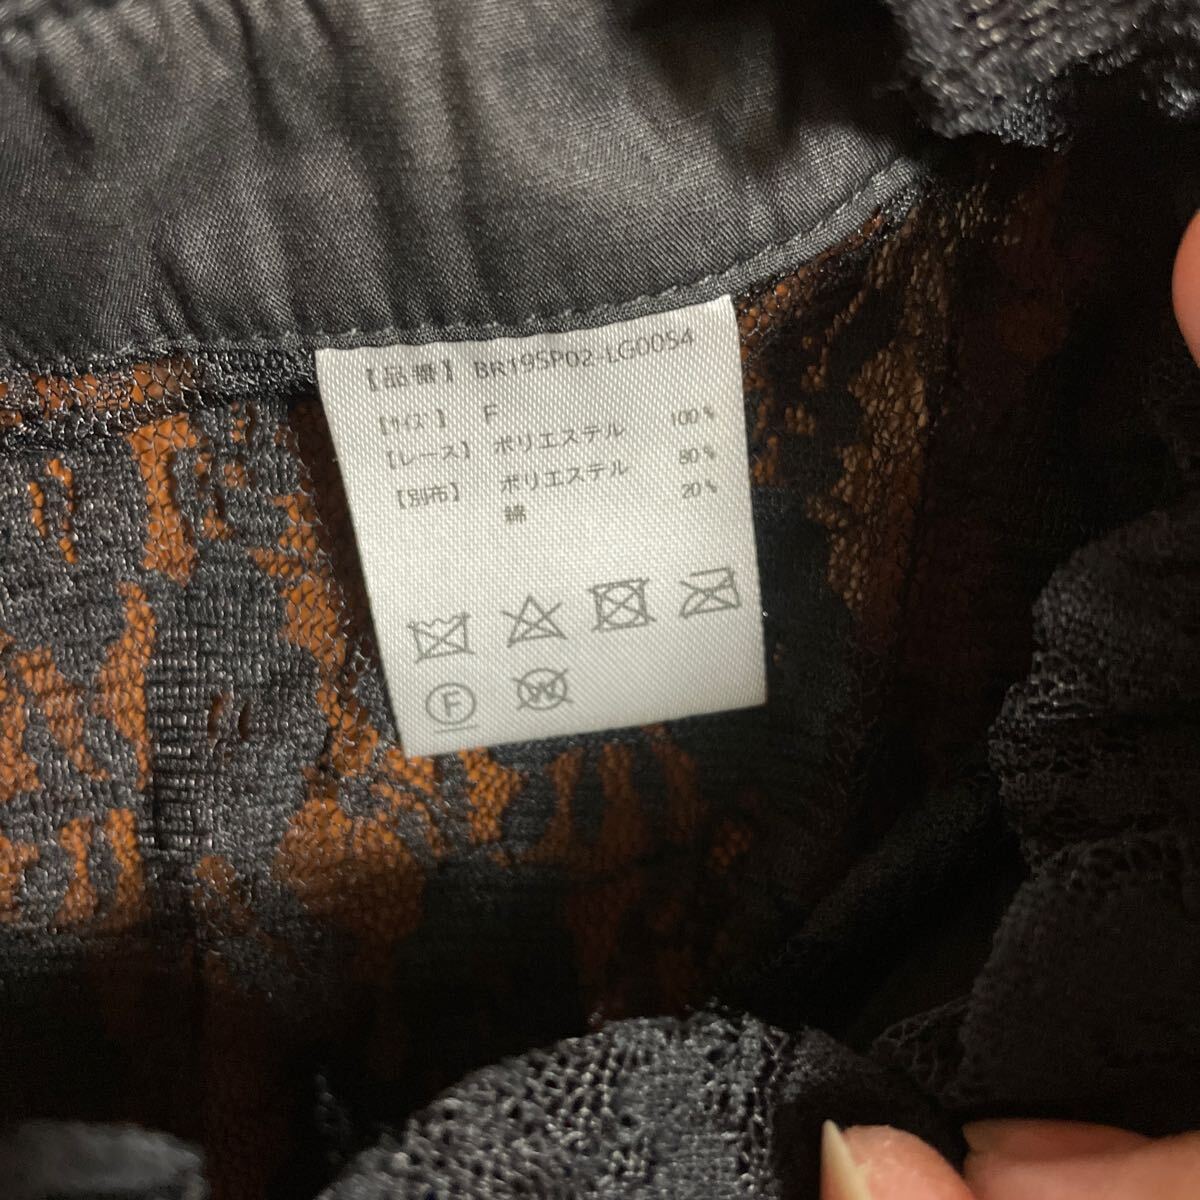 【品番】 BR19SP02-LG0054
【サイズ】 F
【レース】 ポリエステル 100%
【別布】 ポリエステル 80%
綿 20%
F W